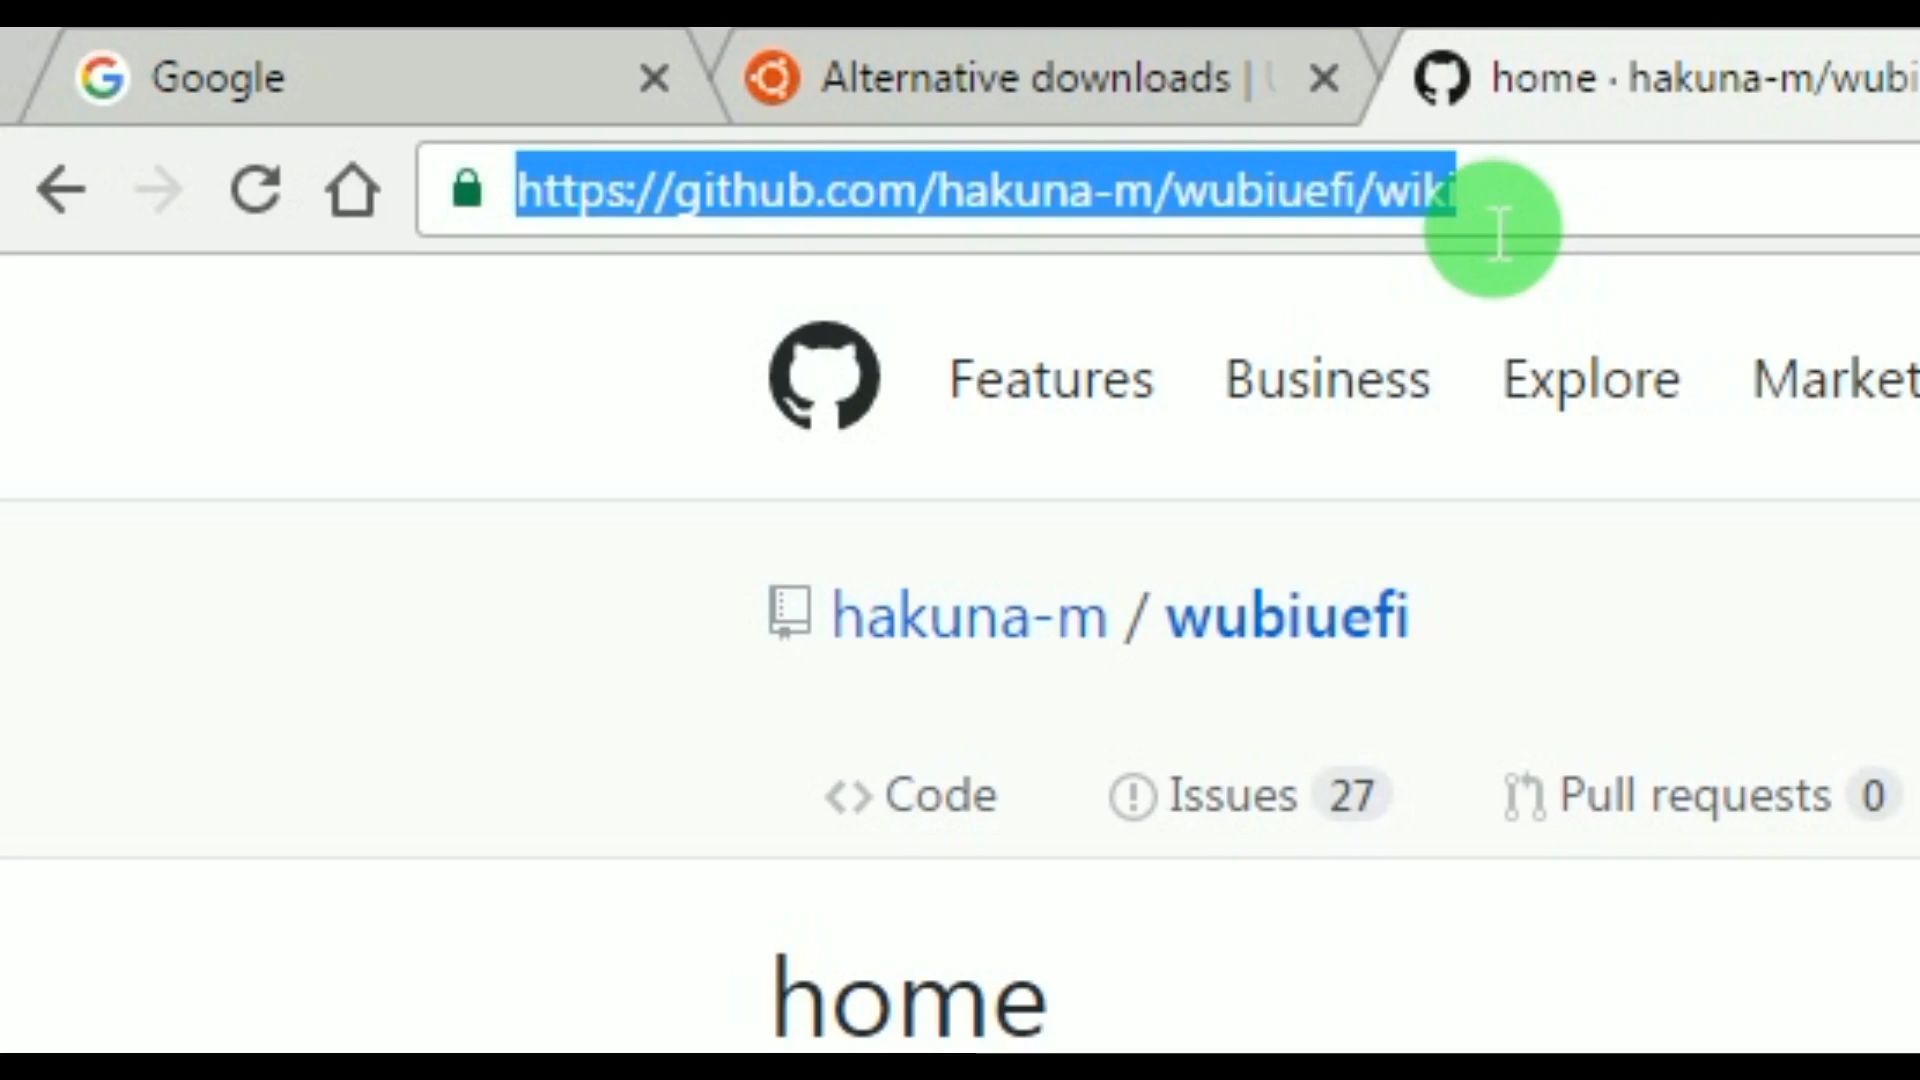 Google
Alternative downloads |
home · hakuna-m/wubi
https://github.com/hakuna-m/wubiuefi/wiki
Features Business Explore Market
hakuna-m / wubiuefi
<> Code Issues 27 Pull requests 0
home